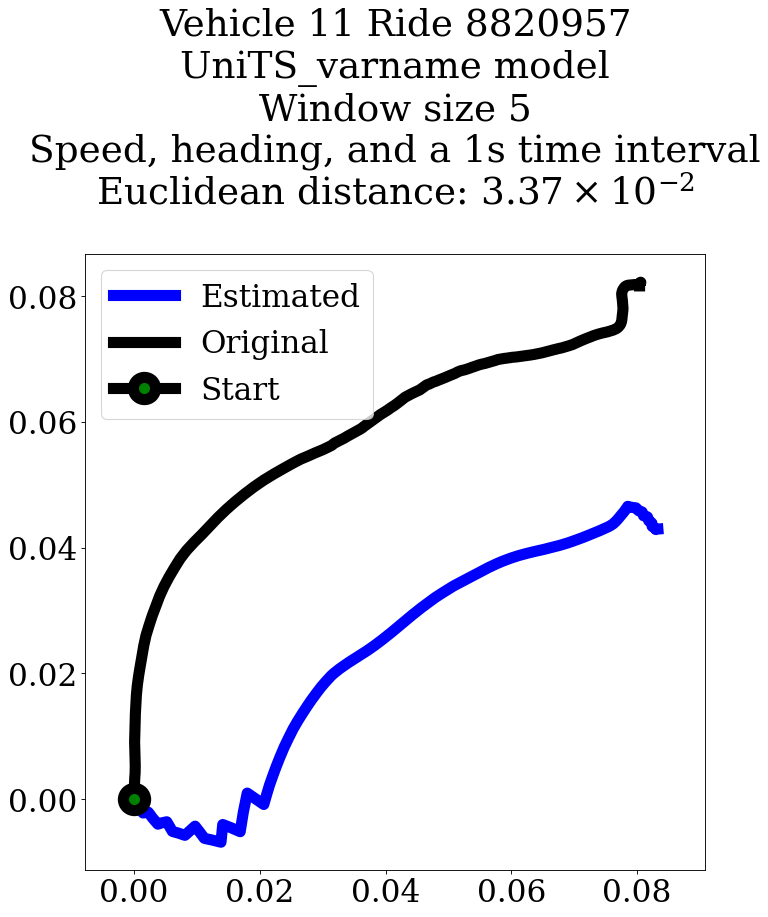 Vehicle 11 Ride 8820957
UniTS_varname model
Window size 5
Speed, heading, and a 1s time interval
Euclidean distance: 3.37 × 10⁻²
Estimated
Original
Start
0.08
0.06
0.04
0.02
0.00
0.00 0.02 0.04 0.06 0.08